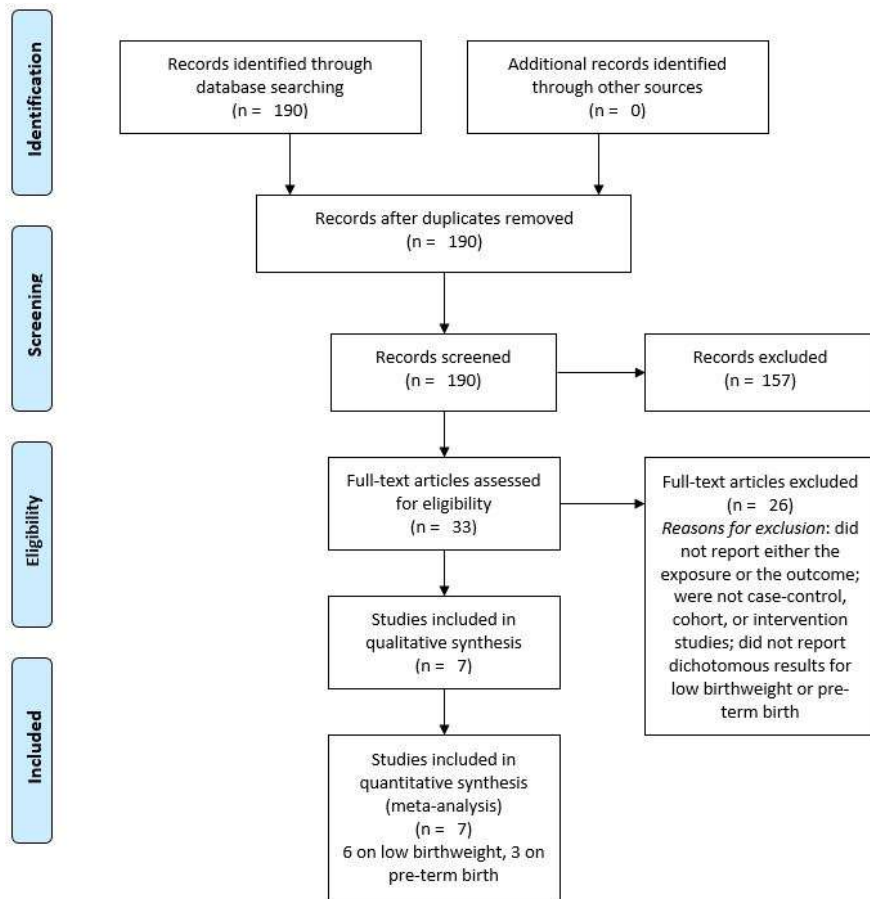 Identification
Records identified through
database searching
(n = 190)
Additional records identified
through other sources
(n = 0)
Records after duplicates removed
(n = 190)
Screening
Records screened
(n = 190)
Records excluded
(n = 157)
Eligibility
Full-text articles assessed
for eligibility
(n = 33)
Full-text articles excluded
(n = 26)
Reasons for exclusion: did
not report either the
exposure or the outcome;
were not case-control,
cohort, or intervention
studies; did not report
dichotomous results for
low birthweight or pre-
term birth
Studies included in
qualitative synthesis
(n = 7)
Included
Studies included in
quantitative synthesis
(meta-analysis)
(n = 7)
6 on low birthweight, 3 on
pre-term birth